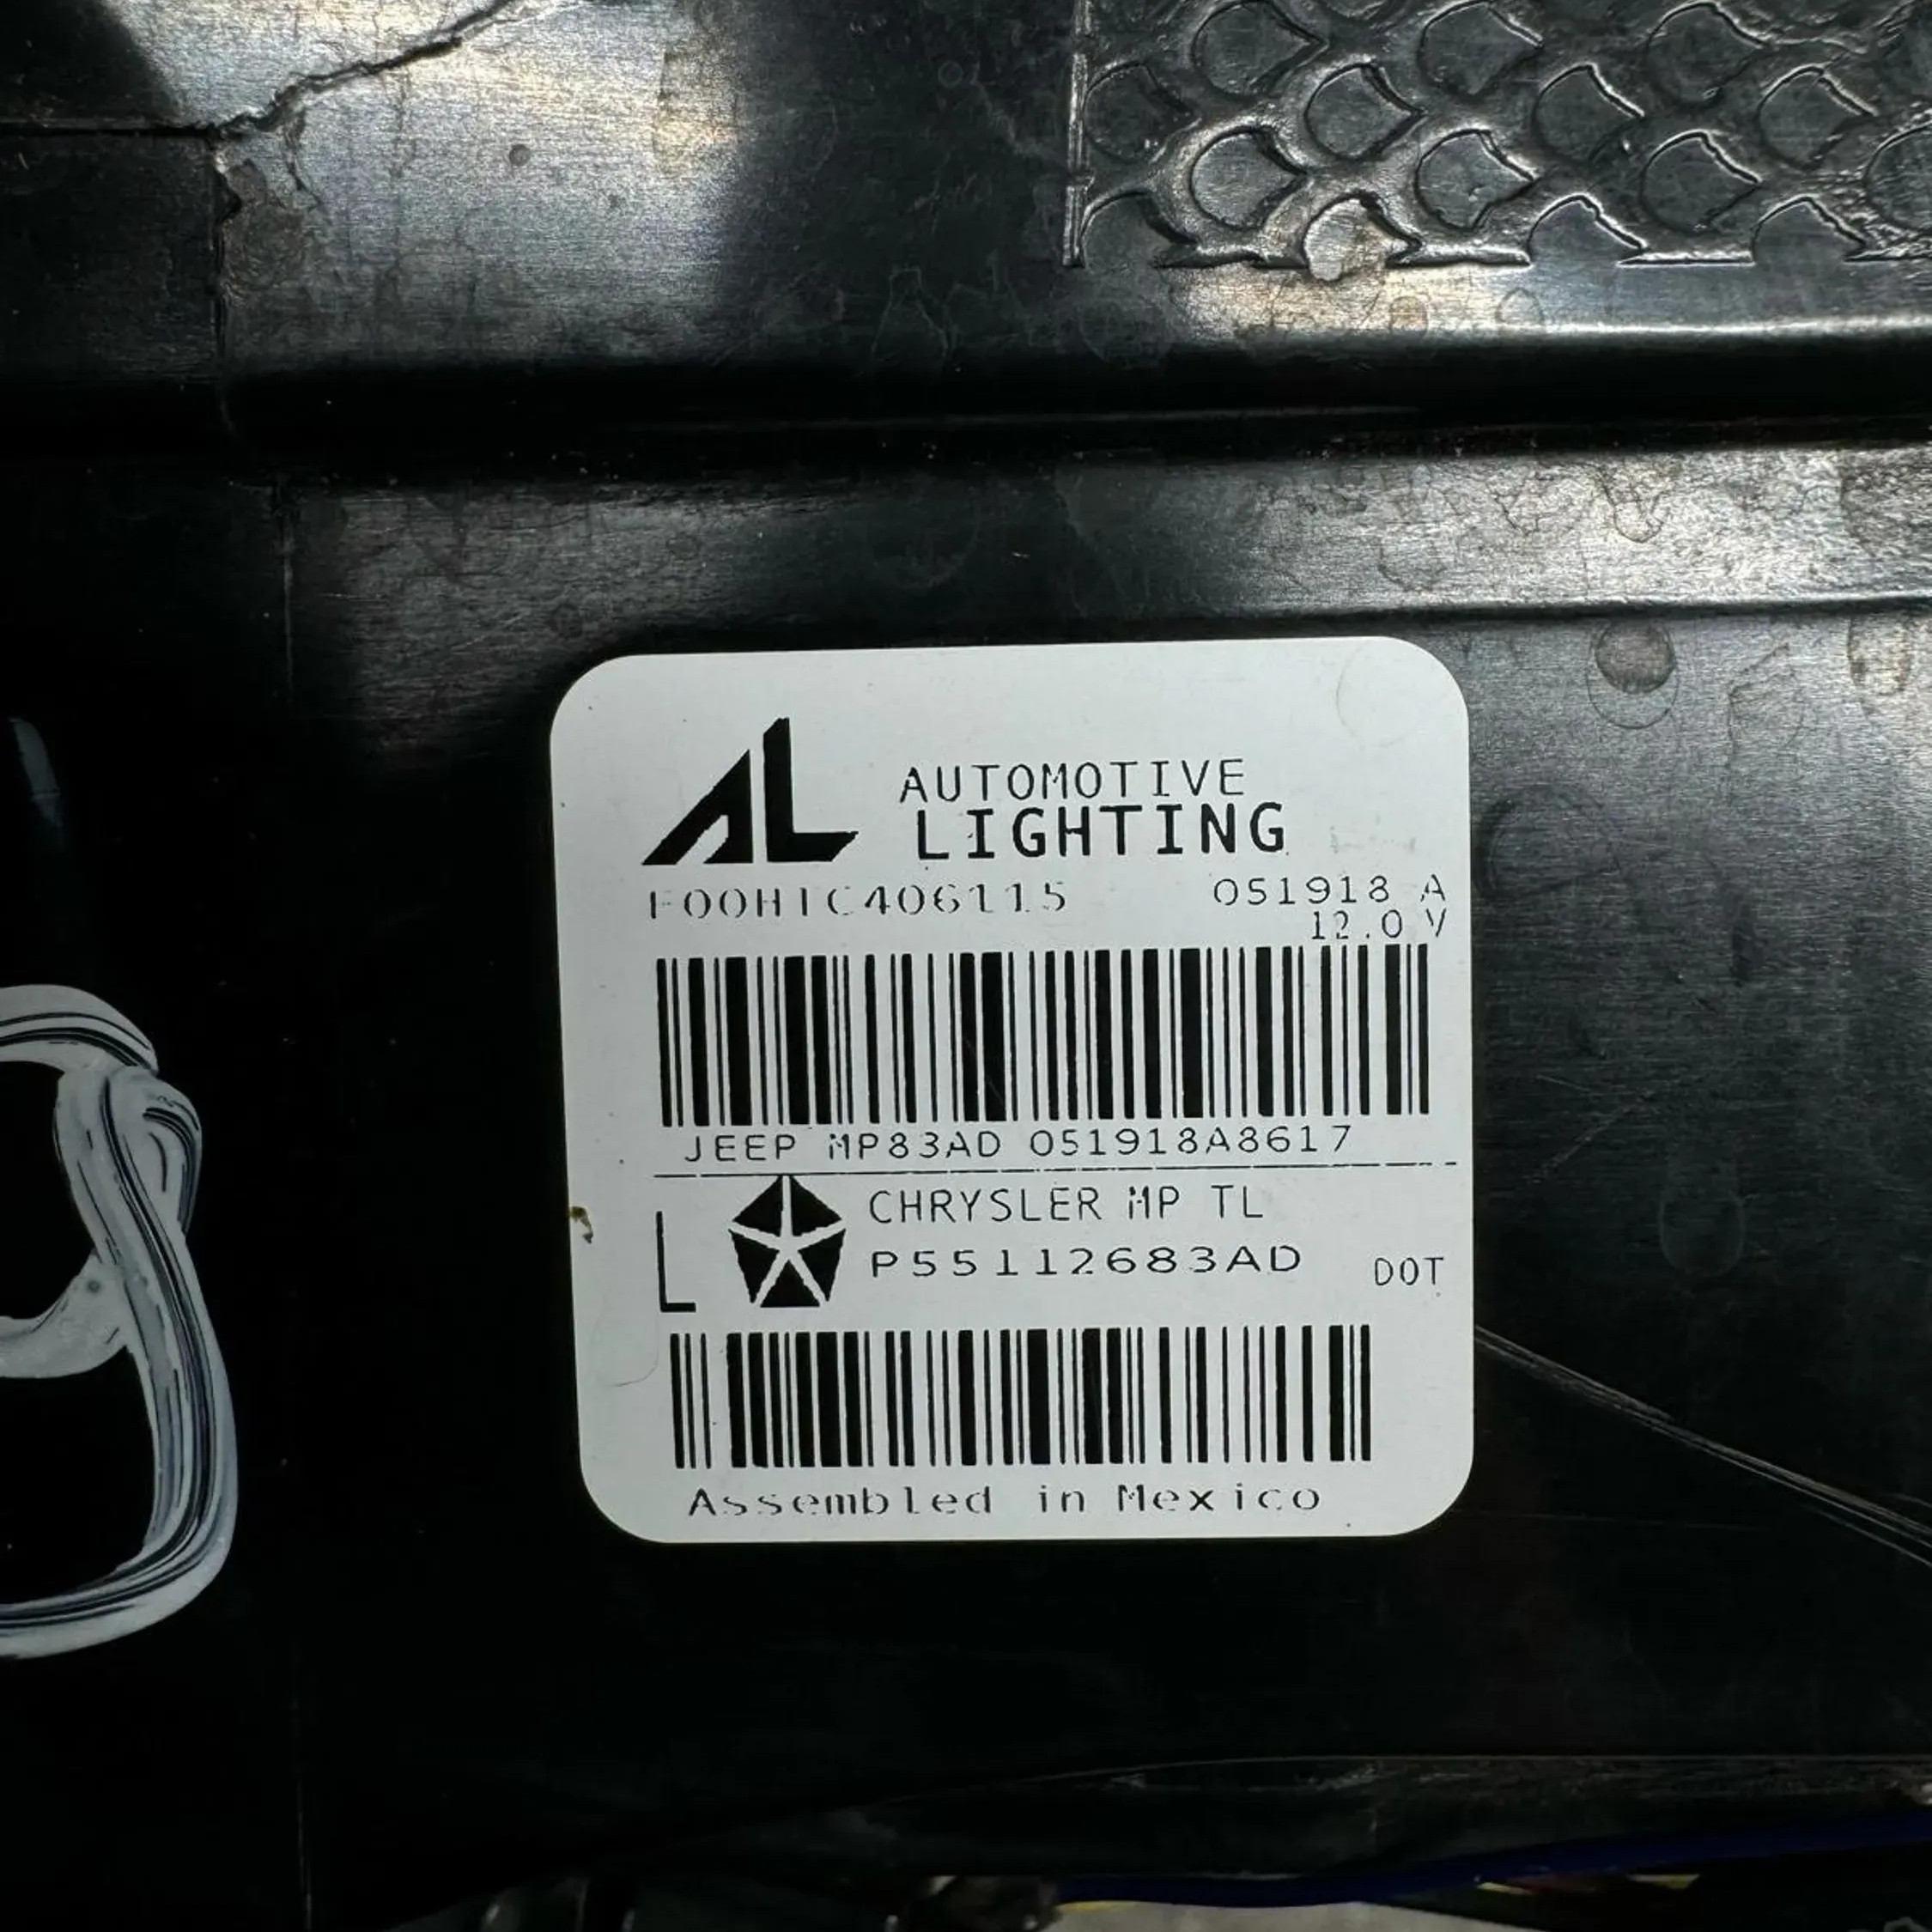 AL
AUTOMOTIVE
LIGHTING
F00HTC406115 051918 A
12.0 V
JEEP MP83AD 051918A8617
L
CHRYSLER MP TL
P55112683AD DOT
Assembled in Mexico